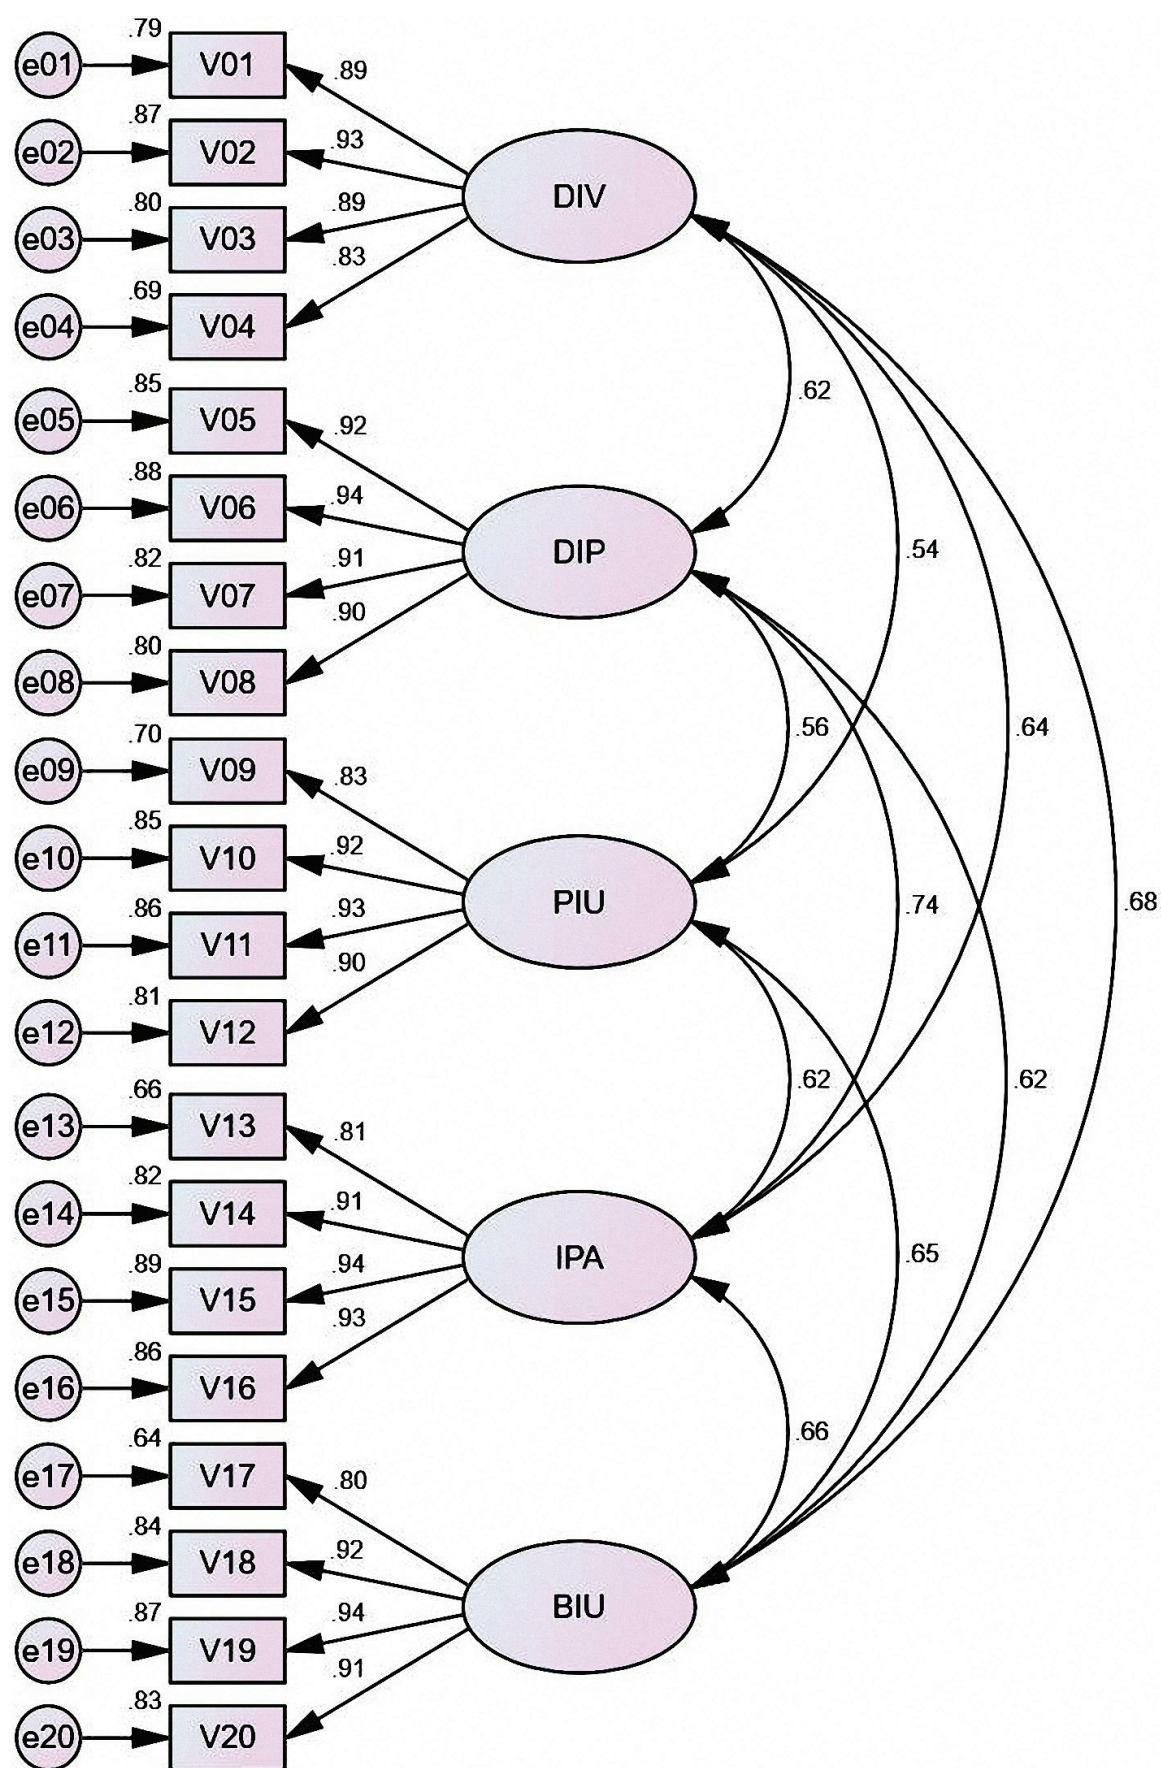 .79
e01 V01 .89
.87
e02 V02 .93
DIV
.80
e03 V03 .89
.69
e04 V04 .83
.62
.85
e05 V05 .92
.88
e06 V06 .94
DIP
.54
.82
e07 V07 .91
.80
e08 V08 .90
.56
.64
.70
e09 V09 .83
.85
e10 V10 .92
PIU
.74
.68
.86
e11 V11 .93
.81
e12 V12 .90
.62
.62
.66
e13 V13 .81
.82
e14 V14 .91
IPA
.65
.89
e15 V15 .94
.86
e16 V16 .93
.66
.64
e17 V17 .80
.84
e18 V18 .92
BIU
.87
e19 V19 .94
.83
e20 V20 .91